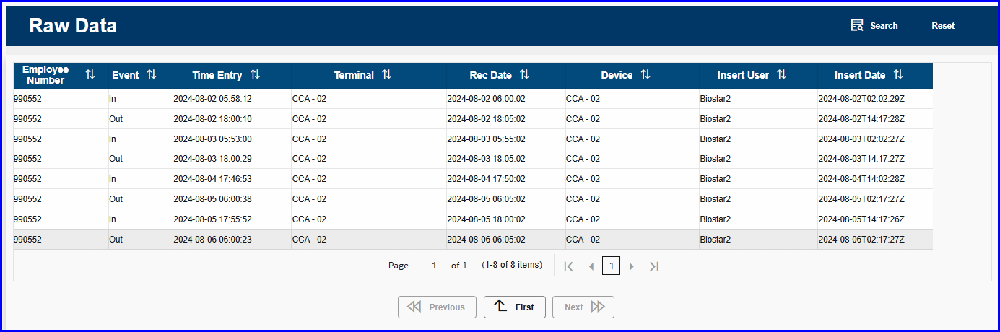 Raw Data
Search Reset
Employee Number Event Time Entry Terminal Rec Date Device Insert User Insert Date
990552 In 2024-08-02 05:58:12 CCA - 02 2024-08-02 06:00:02 CCA - 02 Biostar2 2024-08-02T02:02:29Z
990552 Out 2024-08-02 18:00:10 CCA - 02 2024-08-02 18:05:02 CCA - 02 Biostar2 2024-08-02T14:17:28Z
990552 In 2024-08-03 05:53:00 CCA - 02 2024-08-03 05:55:02 CCA - 02 Biostar2 2024-08-03T02:02:27Z
990552 Out 2024-08-03 18:00:29 CCA - 02 2024-08-03 18:05:02 CCA - 02 Biostar2 2024-08-03T14:17:27Z
990552 In 2024-08-04 17:46:53 CCA - 02 2024-08-04 17:50:02 CCA - 02 Biostar2 2024-08-04T14:02:28Z
990552 Out 2024-08-05 06:00:38 CCA - 02 2024-08-05 06:05:02 CCA - 02 Biostar2 2024-08-05T02:17:27Z
990552 In 2024-08-05 17:55:52 CCA - 02 2024-08-05 18:00:02 CCA - 02 Biostar2 2024-08-05T14:17:26Z
990552 Out 2024-08-06 06:00:23 CCA - 02 2024-08-06 06:05:02 CCA - 02 Biostar2 2024-08-06T02:17:27Z
Page 1 of 1 (1-8 of 8 items) 1
Previous First Next